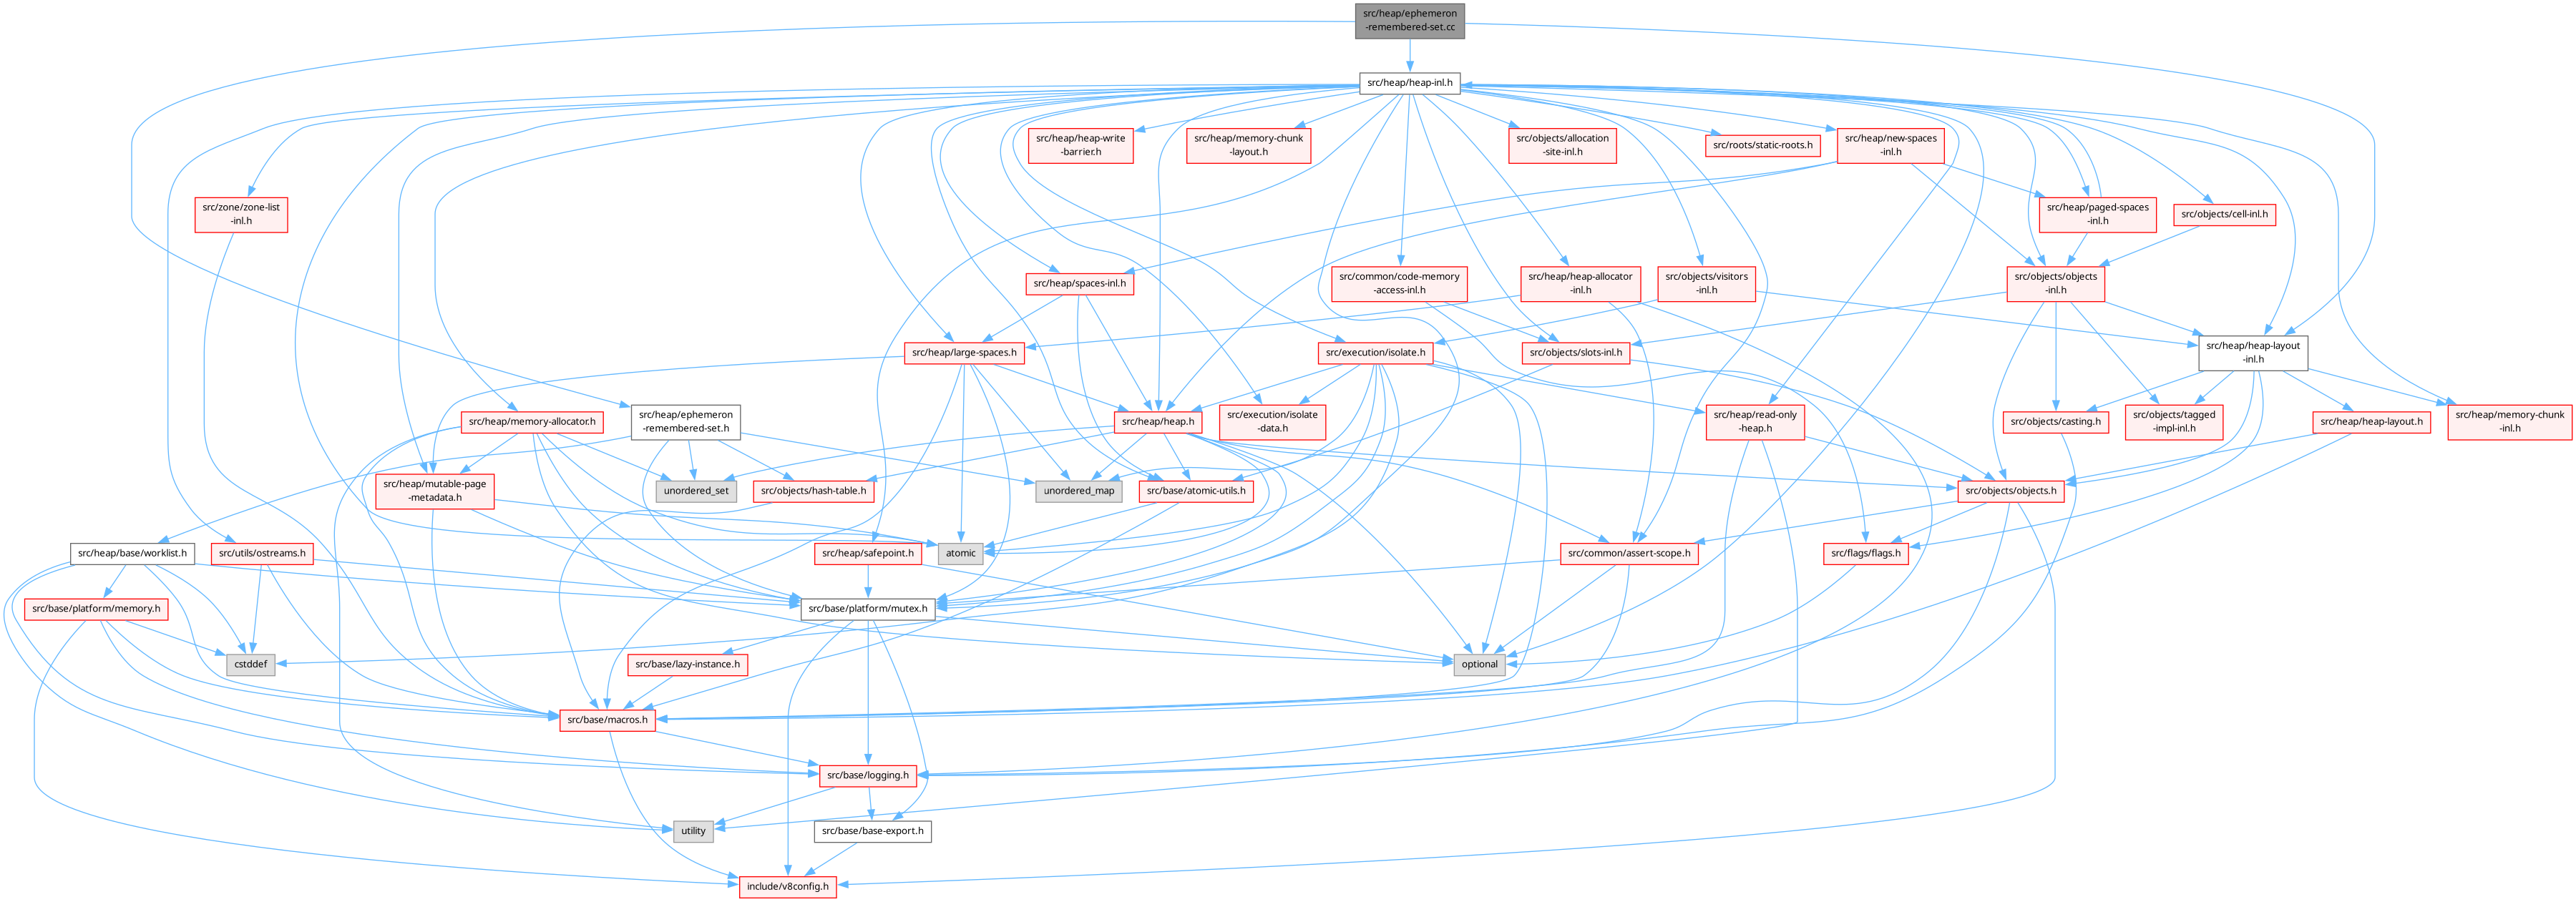 src/heap/ephemeron
-remembered-set.cc
src/heap/heap-inl.h
src/heap/heap-write
-barrier.h
src/heap/memory-chunk
-layout.h
src/objects/allocation
-site-inl.h
src/roots/static-roots.h
src/heap/new-spaces
-inl.h
src/zone/zone-list
-inl.h
src/heap/paged-spaces
-inl.h
src/objects/cell-inl.h
src/heap/spaces-inl.h
src/common/code-memory
-access-inl.h
src/heap/heap-allocator
-inl.h
src/objects/visitors
-inl.h
src/objects/objects
-inl.h
src/heap/large-spaces.h
src/execution/isolate.h
src/objects/slots-inl.h
src/heap/heap-layout
-inl.h
src/heap/memory-allocator.h
src/heap/ephemeron
-remembered-set.h
src/heap/heap.h
src/execution/isolate
-data.h
src/heap/read-only
-heap.h
src/objects/casting.h
src/objects/tagged
-impl-inl.h
src/heap/heap-layout.h
src/heap/memory-chunk
-inl.h
src/heap/mutable-page
-metadata.h
unordered_set
src/objects/hash-table.h
unordered_map
src/base/atomic-utils.h
src/objects/objects.h
src/heap/base/worklist.h
src/utils/ostreams.h
src/heap/safepoint.h
atomic
src/common/assert-scope.h
src/flags/flags.h
src/base/platform/memory.h
src/base/platform/mutex.h
cstddef
src/base/lazy-instance.h
optional
src/base/macros.h
src/base/logging.h
utility
src/base/base-export.h
include/v8config.h